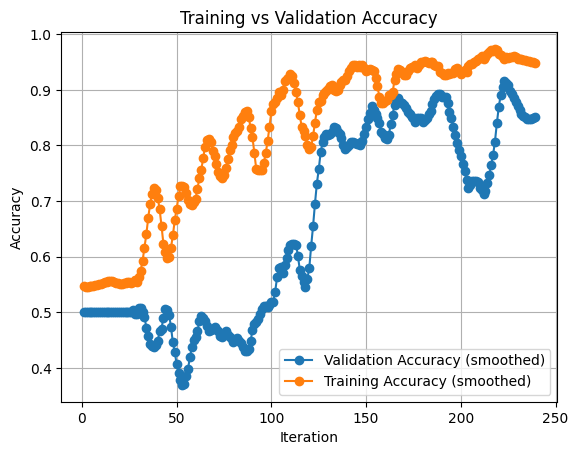 Training vs Validation Accuracy
1.0
0.9
0.8
0.7
0.6
0.5
0.4
Accuracy
Validation Accuracy (smoothed)
Training Accuracy (smoothed)
0 50 100 150 200 250
Iteration